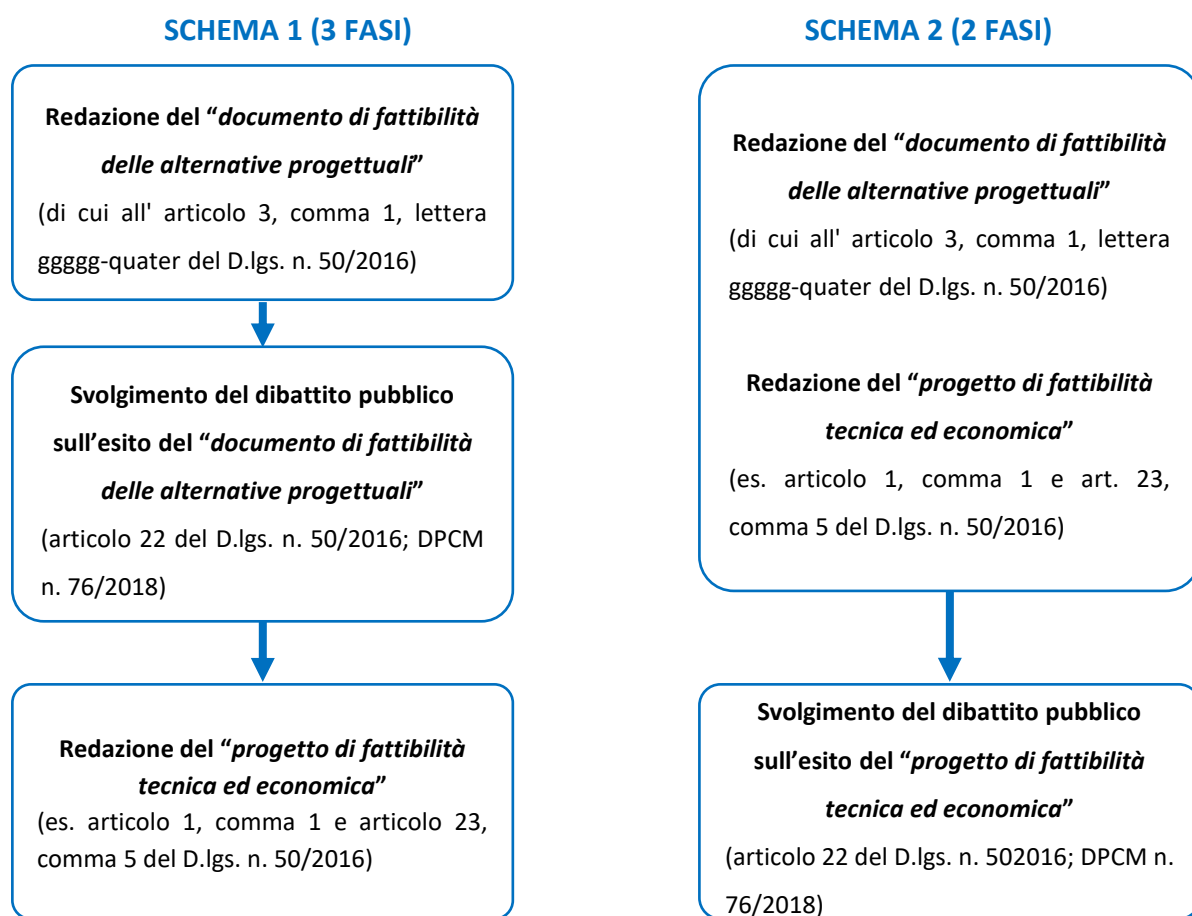 SCHEMA 1 (3 FASI)
Redazione del “documento di fattibilità
delle alternative progettuali”
(di cui all' articolo 3, comma 1, lettera
ggggg-quater del D.lgs. n. 50/2016)
Svolgimento del dibattito pubblico
sull’esito del “documento di fattibilità
delle alternative progettuali”
(articolo 22 del D.lgs. n. 50/2016; DPCM
n. 76/2018)
Redazione del “progetto di fattibilità
tecnica ed economica”
(es. articolo 1, comma 1 e articolo 23,
comma 5 del D.lgs. n. 50/2016)
SCHEMA 2 (2 FASI)
Redazione del “documento di fattibilità
delle alternative progettuali”
(di cui all' articolo 3, comma 1, lettera
ggggg-quater del D.lgs. n. 50/2016)
Redazione del “progetto di fattibilità
tecnica ed economica”
(es. articolo 1, comma 1 e art. 23,
comma 5 del D.lgs. n. 50/2016)
Svolgimento del dibattito pubblico
sull’esito del “progetto di fattibilità
tecnica ed economica”
(articolo 22 del D.lgs. n. 502016; DPCM n.
76/2018)